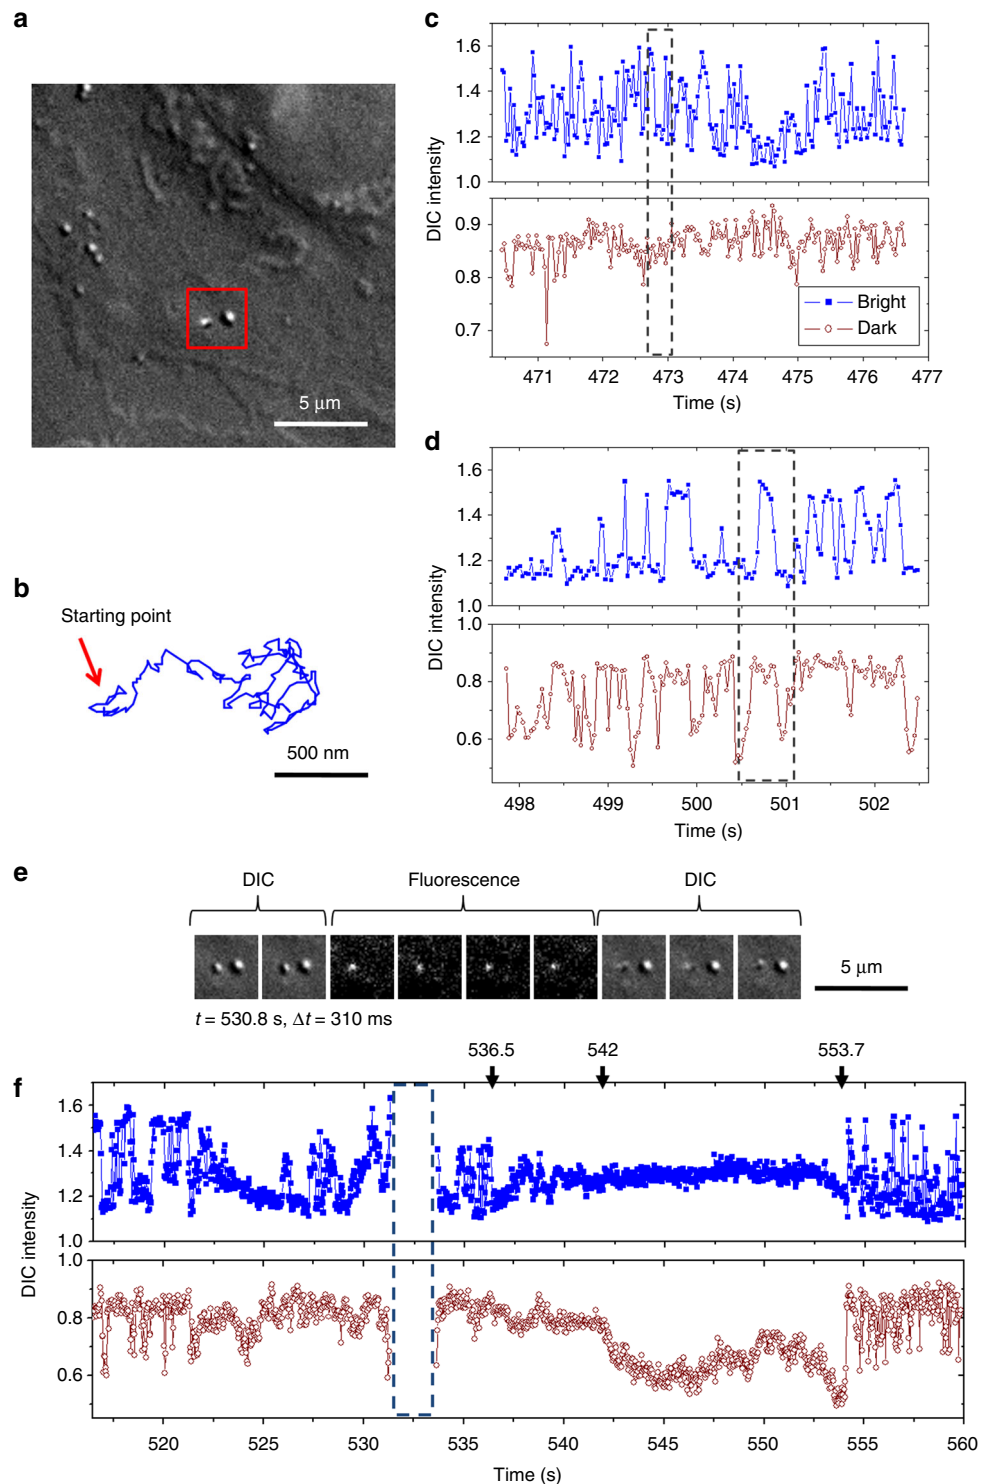 a
5 μm
b
Starting point
500 nm
c
1.6
1.4
1.2
1.0
0.9
0.8
0.7
DIC intensity
Bright
Dark
471 472 473 474 475 476 477
Time (s)
d
1.6
1.4
1.2
1.0
1.0
0.8
0.6
DIC intensity
498 499 500 501 502
Time (s)
e
DIC Fluorescence DIC
5 μm
t = 530.8 s, Δt = 310 ms
536.5 542 553.7
f
1.6
1.4
1.2
1.0
1.0
0.8
0.6
DIC intensity
520 525 530 535 540 545 550 555 560
Time (s)